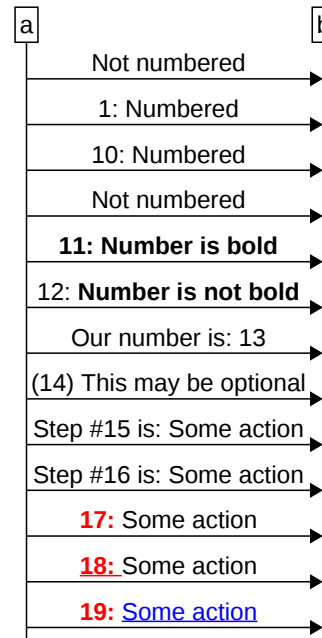 a b
Not numbered
1: Numbered
10: Numbered
Not numbered
11: Number is bold
12: Number is not bold
Our number is: 13
(14) This may be optional
Step #15 is: Some action
Step #16 is: Some action
17: Some action
18: Some action
19: Some action